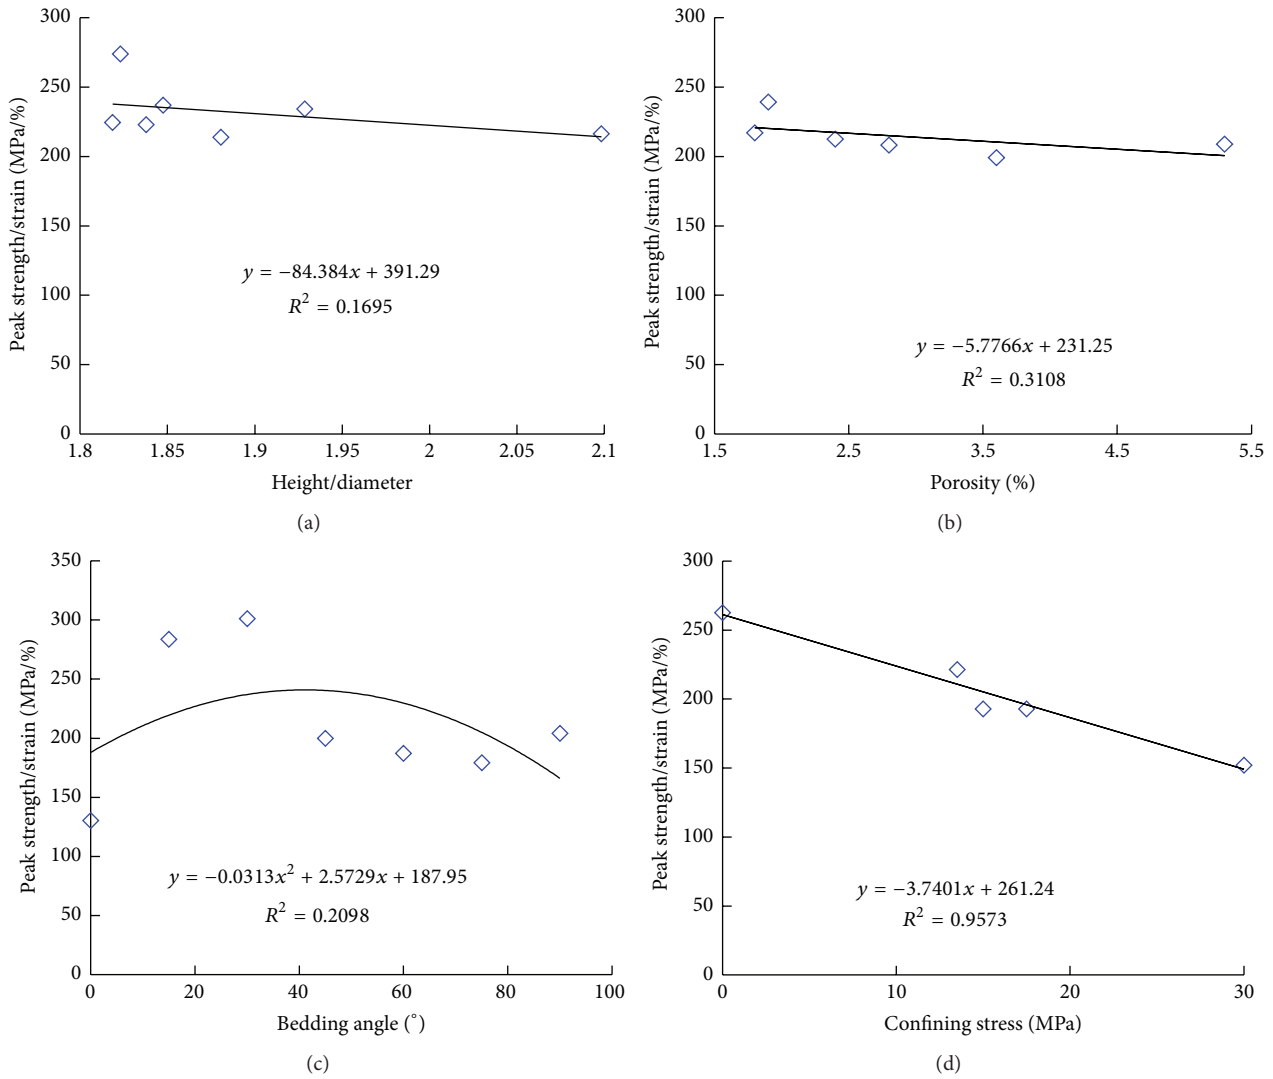 300
250
200
150
100
50
0
Peak strength/strain (MPa/%)
y = −84.384x + 391.29
R² = 0.1695
1.8 1.85 1.9 1.95 2 2.05 2.1
Height/diameter
(a)
300
250
200
150
100
50
0
Peak strength/strain (MPa/%)
y = −5.7766x + 231.25
R² = 0.3108
1.5 2.5 3.5 4.5 5.5
Porosity (%)
(b)
350
300
250
200
150
100
50
0
Peak strength/strain (MPa/%)
y = −0.0313x² + 2.5729x + 187.95
R² = 0.2098
0 20 40 60 80 100
Bedding angle (°)
(c)
300
250
200
150
100
50
0
Peak strength/strain (MPa/%)
y = −3.7401x + 261.24
R² = 0.9573
0 10 20 30
Confining stress (MPa)
(d)